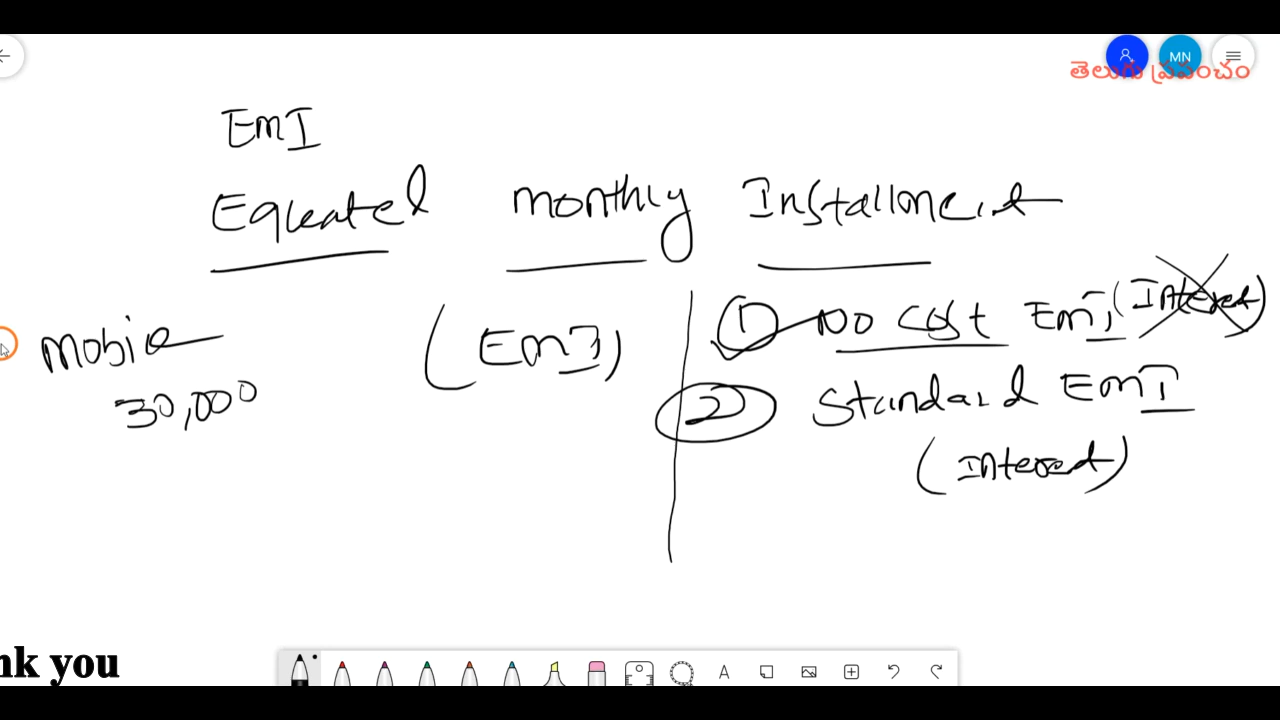 MN
తెలుగు ప్రపంచం
EMI
Equated monthly Installment
mobile
30,000
(EMI)
1 NO cost EMI (Interest)
2 Standard EMI
(Interest)
nk you
A